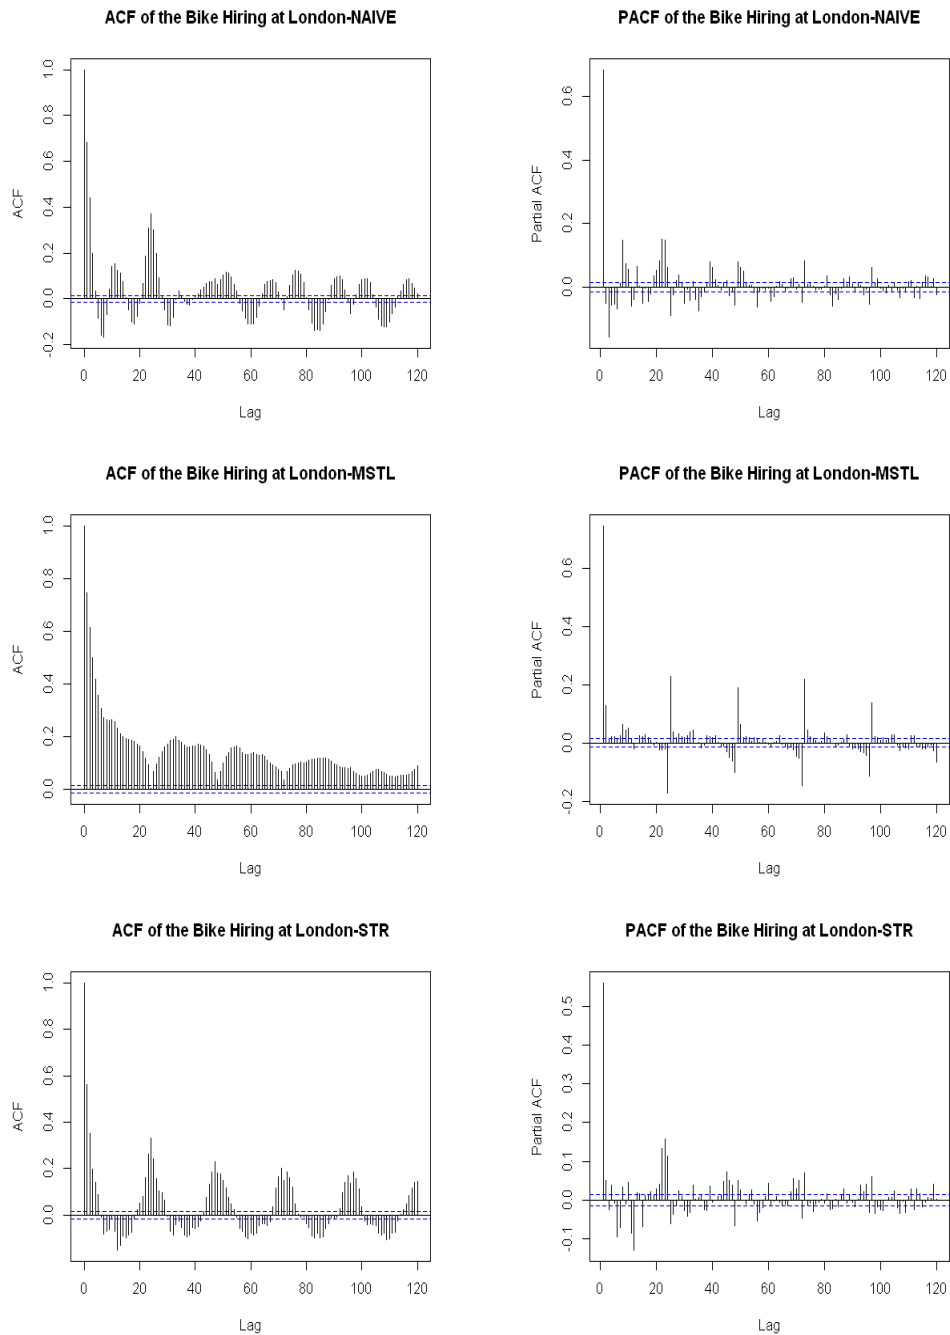 ACF of the Bike Hiring at London-NAIVE
ACF
-0.2 0.0 0.2 0.4 0.6 0.8 1.0
0 20 40 60 80 100 120
Lag
PACF of the Bike Hiring at London-NAIVE
Partial ACF
0.0 0.2 0.4 0.6
0 20 40 60 80 100 120
Lag
ACF of the Bike Hiring at London-MSTL
ACF
0.0 0.2 0.4 0.6 0.8 1.0
0 20 40 60 80 100 120
Lag
PACF of the Bike Hiring at London-MSTL
Partial ACF
-0.2 0.0 0.2 0.4 0.6
0 20 40 60 80 100 120
Lag
ACF of the Bike Hiring at London-STR
ACF
0.0 0.2 0.4 0.6 0.8 1.0
0 20 40 60 80 100 120
Lag
PACF of the Bike Hiring at London-STR
Partial ACF
-0.1 0.0 0.1 0.2 0.3 0.4 0.5
0 20 40 60 80 100 120
Lag